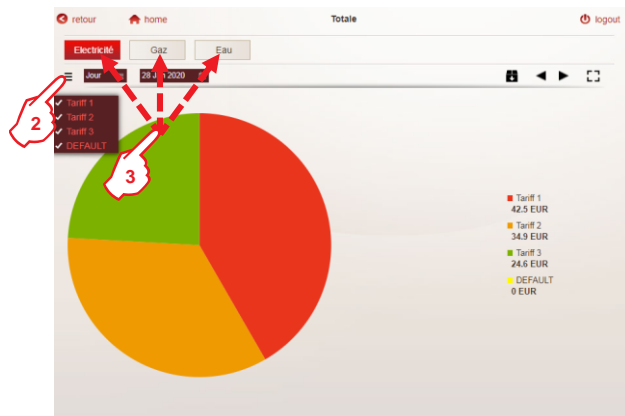 retour home Totale logout
Electricité Gaz Eau
Jour 28 Jun 2020
Tariff 1
Tariff 2
Tariff 3
DEFAULT
2
3
Tariff 1
42.5 EUR
Tariff 2
34.9 EUR
Tariff 3
24.6 EUR
DEFAULT
0 EUR